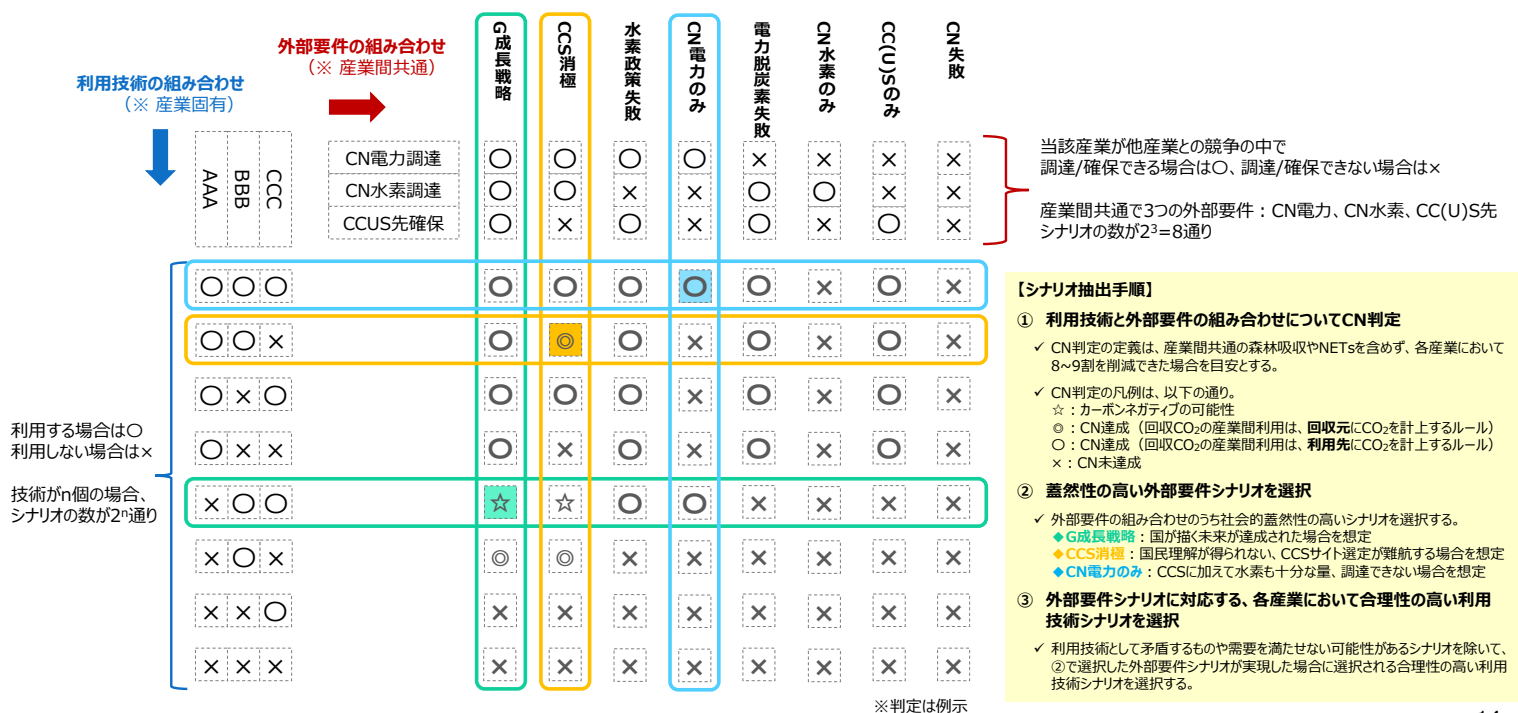 外部要件の組み合わせ
（※ 産業間共通）
利用技術の組み合わせ
（※ 産業固有）
G成長戦略
CCS消極
水素政策失敗
CN電力のみ
電力脱炭素失敗
CN水素のみ
CC(U)Sのみ
CN失敗
AAA
BBB
CCC
CN電力調達 〇 〇 〇 〇 × × × ×
CN水素調達 〇 〇 × × 〇 〇 × ×
CCUS先確保 〇 × 〇 × 〇 × 〇 ×
当該産業が他産業との競争の中で
調達/確保できる場合は〇、調達/確保できない場合は×
産業間共通で3つの外部要件：CN電力、CN水素、CC(U)S先
シナリオの数が2³=8通り
〇 〇 〇 〇 〇 〇 〇 〇 × 〇 ×
〇 〇 × 〇 ◎ 〇 × 〇 × 〇 ×
〇 × 〇 〇 〇 〇 × 〇 × 〇 ×
〇 × × 〇 × 〇 × 〇 × 〇 ×
× 〇 〇 ☆ ☆ 〇 〇 × × × ×
× 〇 × ◎ ◎ × × × × × ×
× × 〇 × × × × × × × ×
× × × × × × × × × × ×
利用する場合は〇
利用しない場合は×
技術がn個の場合、
シナリオの数が2ⁿ通り
※判定は例示
【シナリオ抽出手順】
① 利用技術と外部要件の組み合わせについてCN判定
✓ CN判定の定義は、産業間共通の森林吸収やNETsを含めず、各産業において
8~9割を削減できた場合を目安とする。
✓ CN判定の凡例は、以下の通り。
☆：カーボンネガティブの可能性
◎：CN達成（回収CO₂の産業間利用は、回収元にCO₂を計上するルール）
〇：CN達成（回収CO₂の産業間利用は、利用先にCO₂を計上するルール）
×：CN未達成
② 蓋然性の高い外部要件シナリオを選択
✓ 外部要件の組み合わせのうち社会的蓋然性の高いシナリオを選択する。
◆G成長戦略：国が描く未来が達成された場合を想定
◆CCS消極：国民理解が得られない、CCSサイト選定が難航する場合を想定
◆CN電力のみ：CCSに加えて水素も十分な量、調達できない場合を想定
③ 外部要件シナリオに対応する、各産業において合理性の高い利用
技術シナリオを選択
✓ 利用技術として矛盾するものや需要を満たせない可能性があるシナリオを除いて、
②で選択した外部要件シナリオが実現した場合に選択される合理性の高い利用
技術シナリオを選択する。